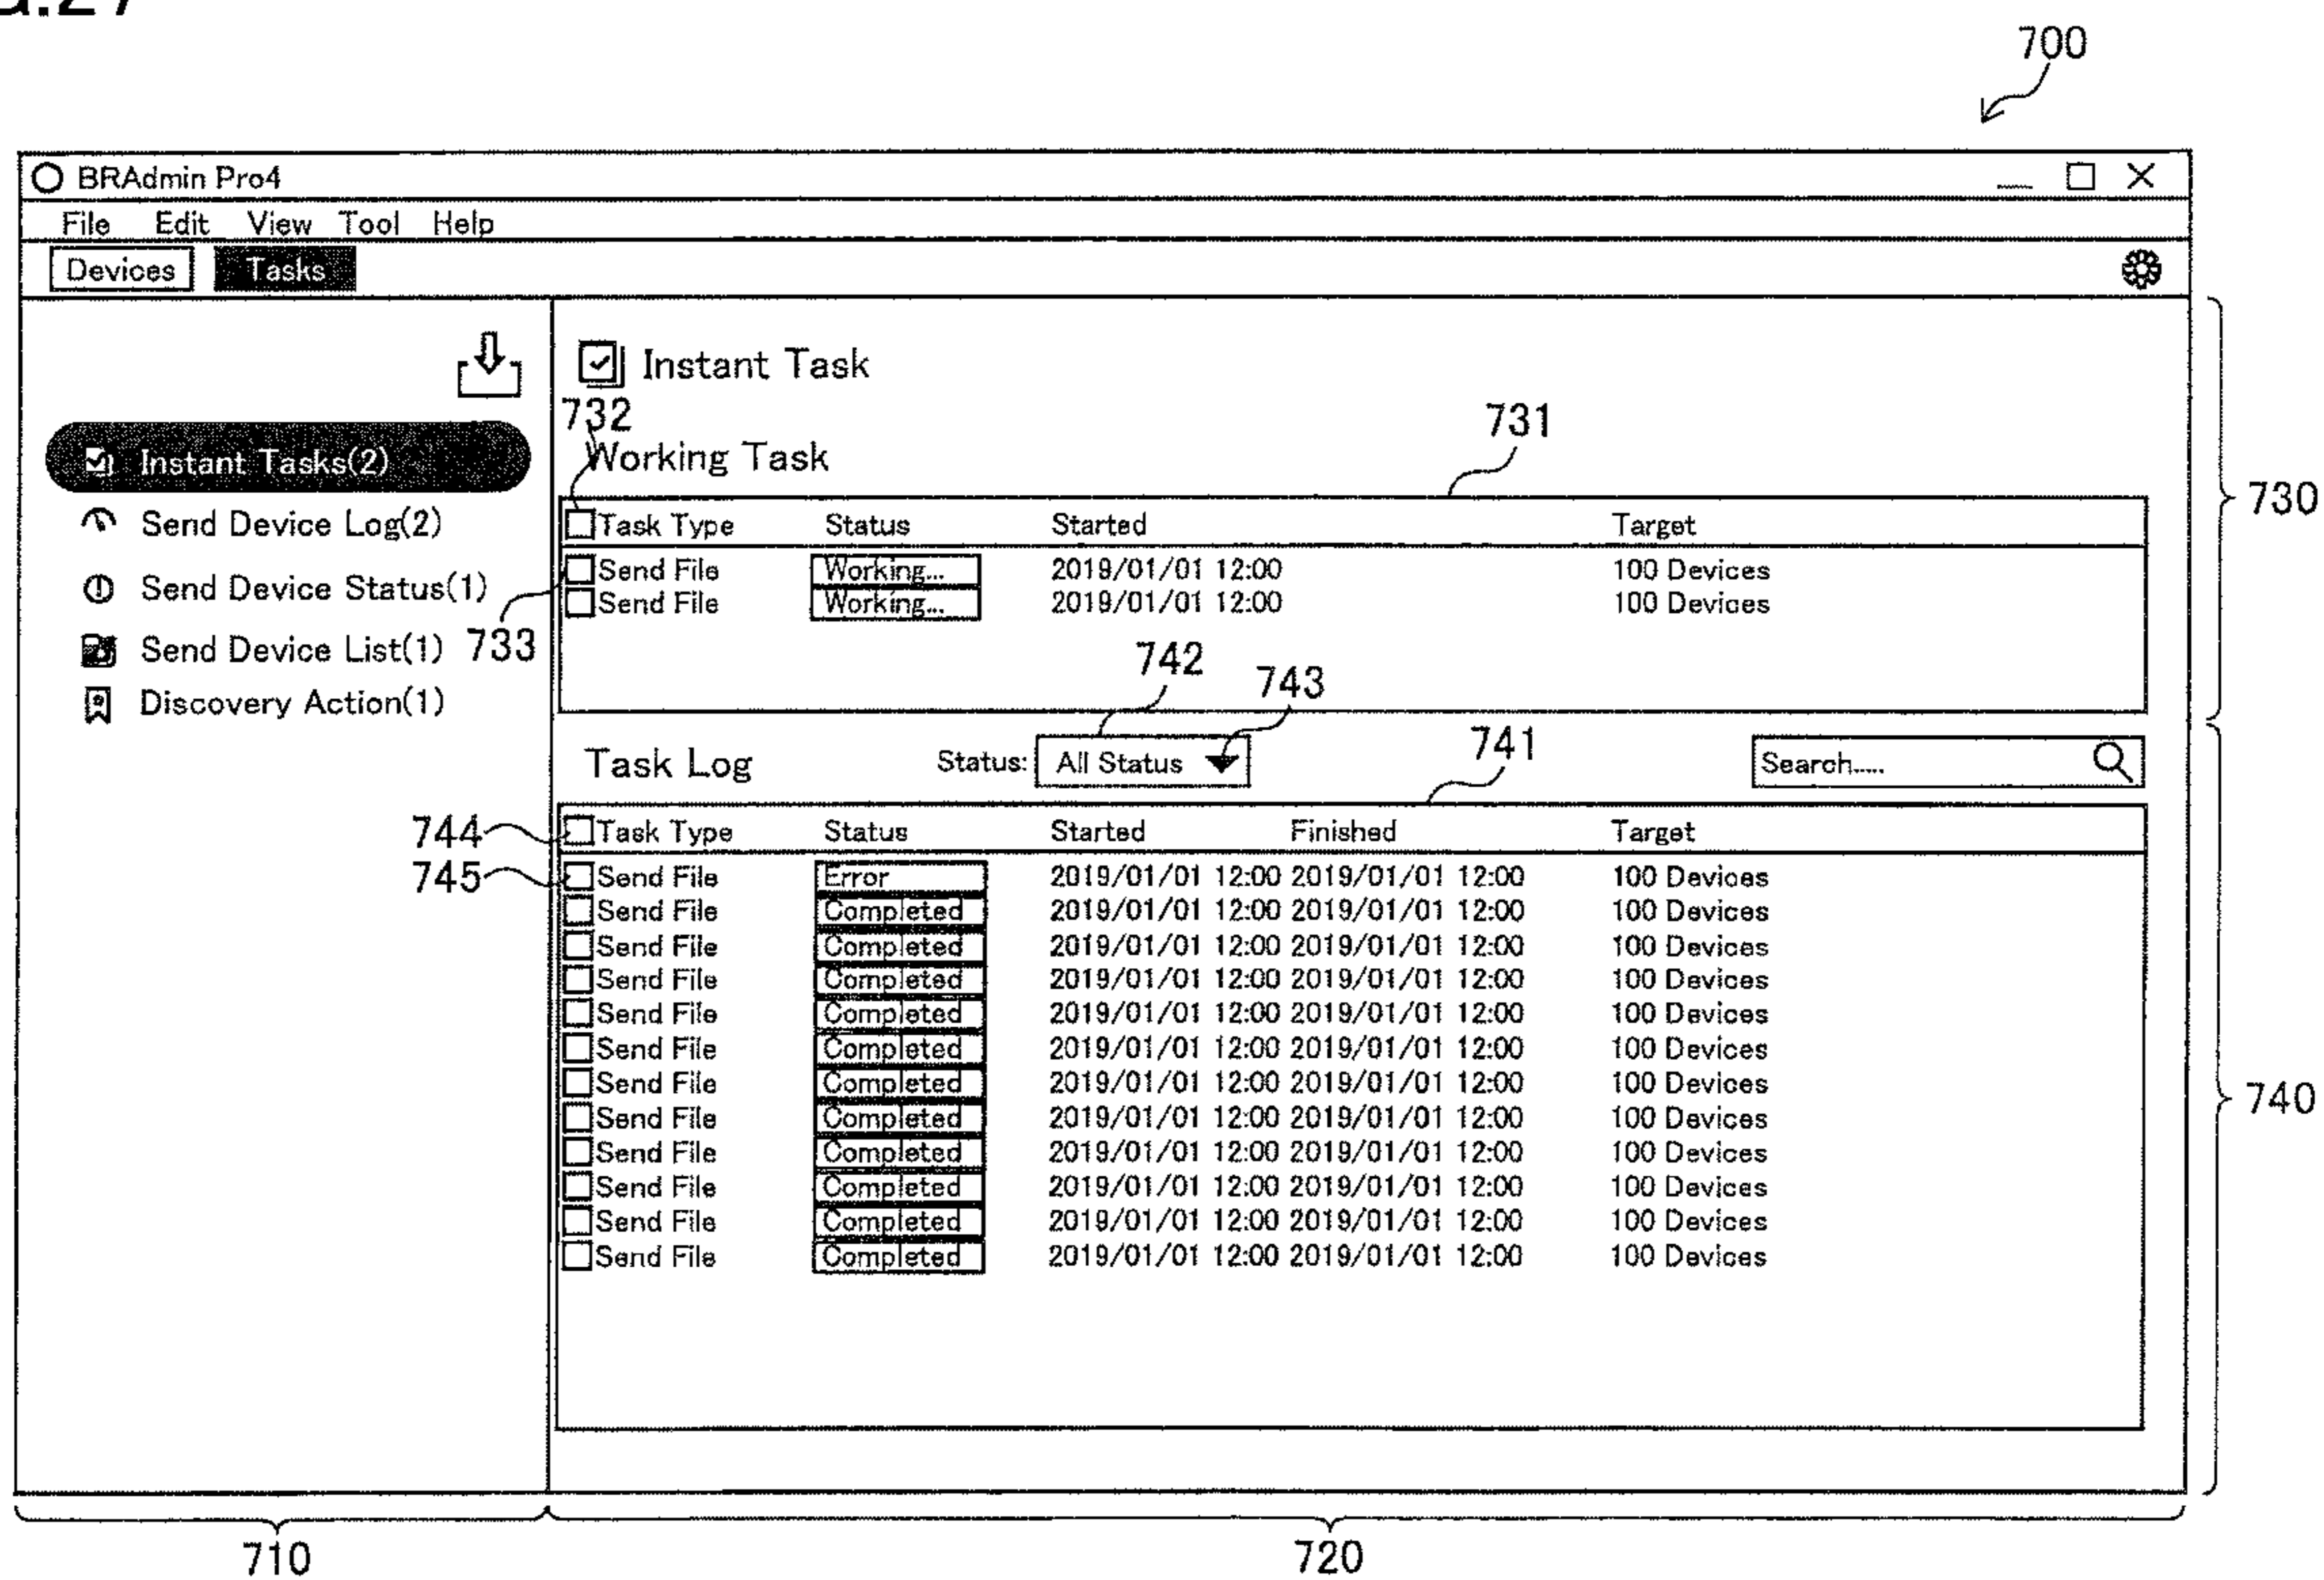 700
BRAdmin Pro4
File Edit View Tool Help
Devices Tasks
Instant Task
732
731
Working Task
Instant Tasks(2)
730
Send Device Log(2)
Task Type Status Started Target
Send File Working... 2019/01/01 12:00 100 Devices
Send Device Status(1)
Send File Working... 2019/01/01 12:00 100 Devices
733
Send Device List(1)
742
743
Discovery Action(1)
741
Task Log Status: All Status Search.....
744
Task Type Status Started Finished Target
745
Send File Error 2019/01/01 12:00 2019/01/01 12:00 100 Devices
Send File Completed 2019/01/01 12:00 2019/01/01 12:00 100 Devices
Send File Completed 2019/01/01 12:00 2019/01/01 12:00 100 Devices
Send File Completed 2019/01/01 12:00 2019/01/01 12:00 100 Devices
Send File Completed 2019/01/01 12:00 2019/01/01 12:00 100 Devices
Send File Completed 2019/01/01 12:00 2019/01/01 12:00 100 Devices
Send File Completed 2019/01/01 12:00 2019/01/01 12:00 100 Devices
740
Send File Completed 2019/01/01 12:00 2019/01/01 12:00 100 Devices
Send File Completed 2019/01/01 12:00 2019/01/01 12:00 100 Devices
Send File Completed 2019/01/01 12:00 2019/01/01 12:00 100 Devices
Send File Completed 2019/01/01 12:00 2019/01/01 12:00 100 Devices
Send File Completed 2019/01/01 12:00 2019/01/01 12:00 100 Devices
710
720